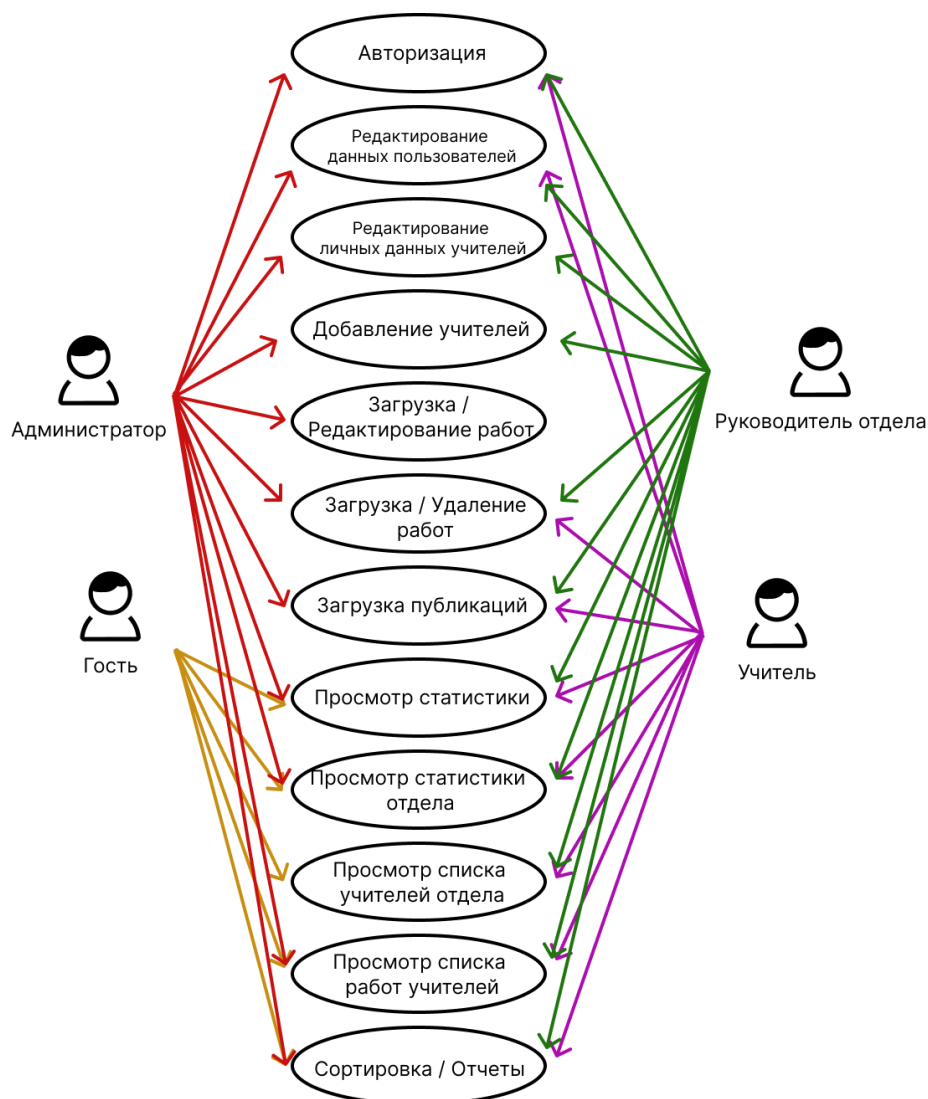 Авторизация
Редактирование
данных пользователей
Редактирование
личных данных учителей
Добавление учителей
Администратор
Руководитель отдела
Загрузка /
Редактирование работ
Загрузка / Удаление
работ
Загрузка публикаций
Гость
Учитель
Просмотр статистики
Просмотр статистики
отдела
Просмотр списка
учителей отдела
Просмотр списка
работ учителей
Сортировка / Отчеты